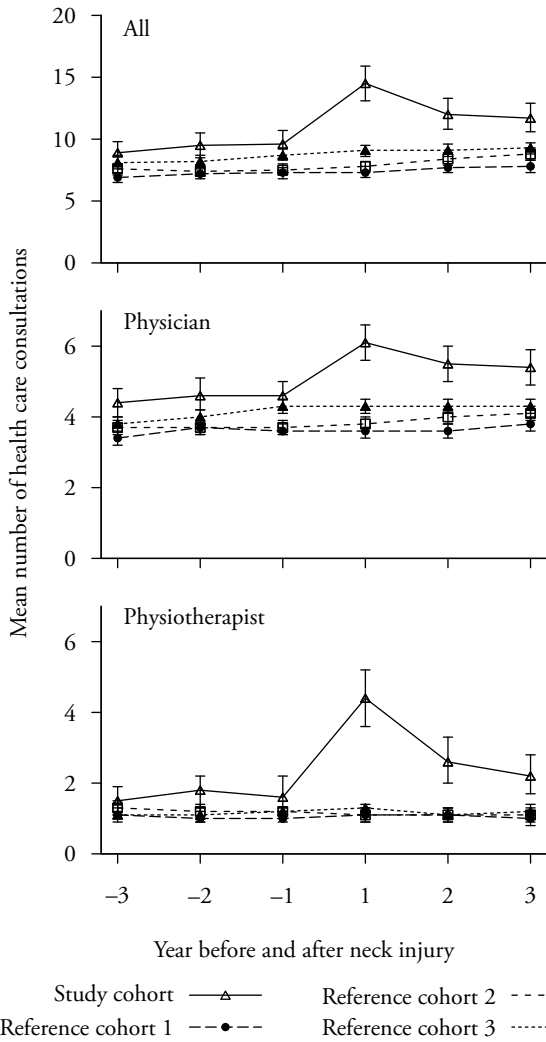 20
All
15
10
5
0
Physician
6
4
2
0
Physiotherapist
6
4
2
0
–3 –2 –1 1 2 3
Mean number of health care consultations
Year before and after neck injury
Study cohort Reference cohort 2
Reference cohort 1 Reference cohort 3